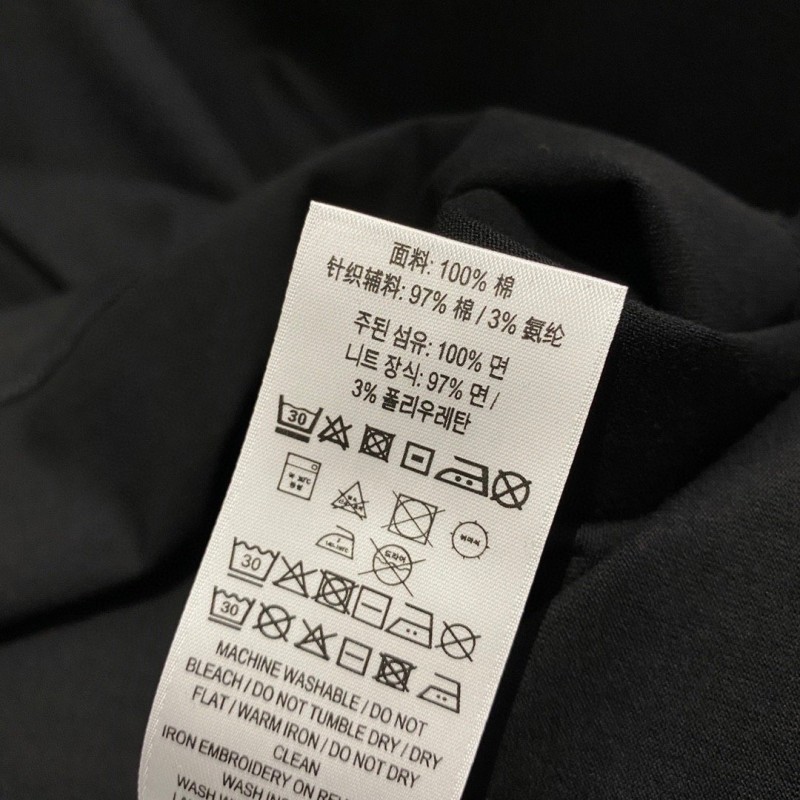 面料: 100% 棉
针织辅料: 97% 棉 / 3% 氨纶
주된 섬유: 100% 면
니트 장식: 97% 면 /
3% 폴리우레탄
30
30
30
MACHINE WASHABLE / DO NOT
BLEACH / DO NOT TUMBLE DRY / DRY
FLAT / WARM IRON / DO NOT DRY
CLEAN
IRON EMBROIDERY ON
WASH